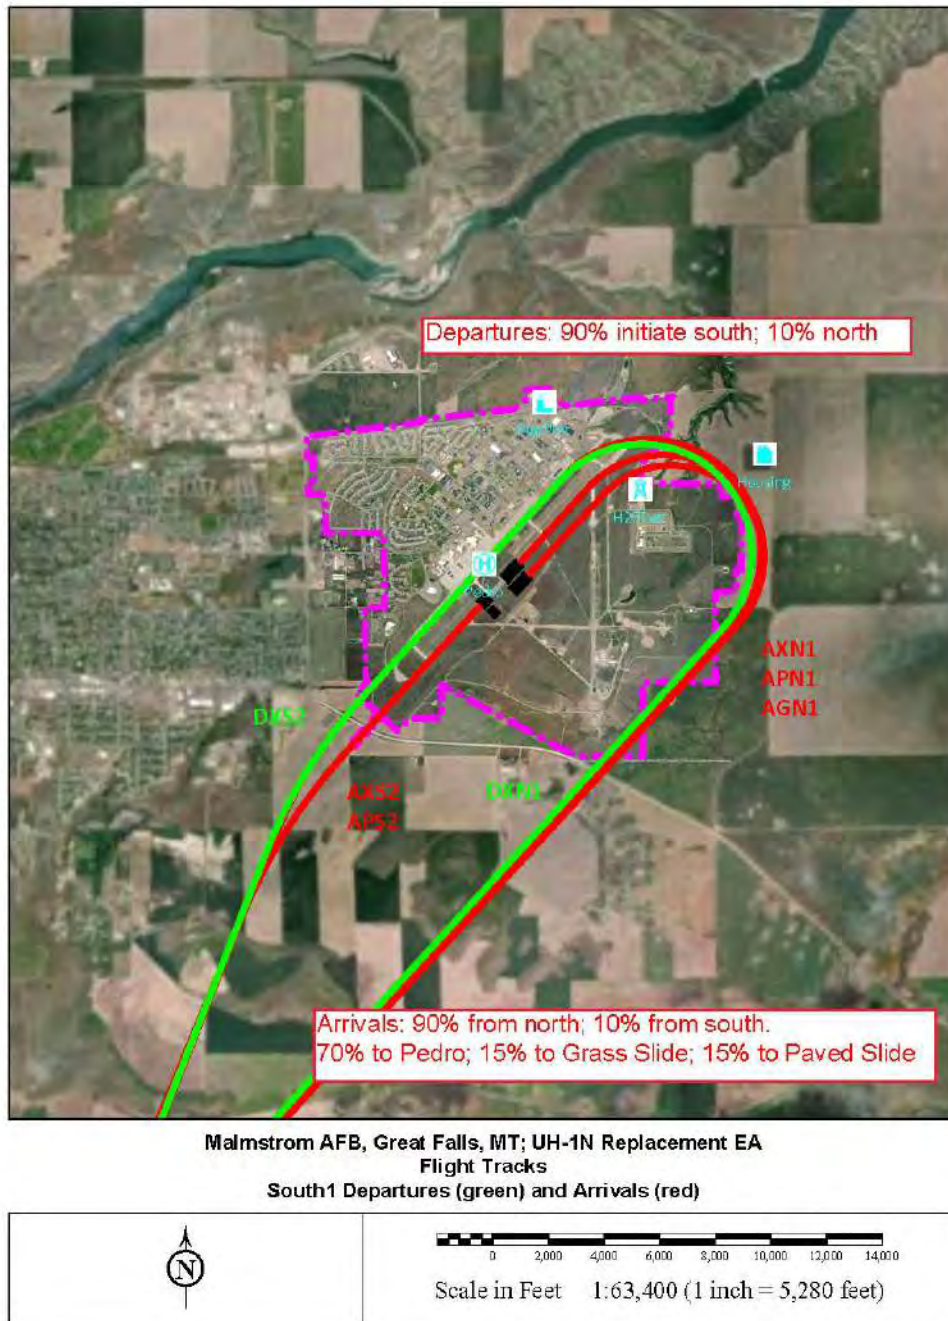 Departures: 90% initiate south; 10% north
Housing
H
AXN1
APN1
AGN1
DXS2
DXN1
AXS2
APS2
Arrivals: 90% from north; 10% from south.
70% to Pedro; 15% to Grass Slide; 15% to Paved Slide
Malmstrom AFB, Great Falls, MT; UH-1N Replacement EA
Flight Tracks
South1 Departures (green) and Arrivals (red)
N
0 2,000 4,000 6,000 8,000 10,000 12,000 14,000
Scale in Feet 1:63,400 (1 inch = 5,280 feet)